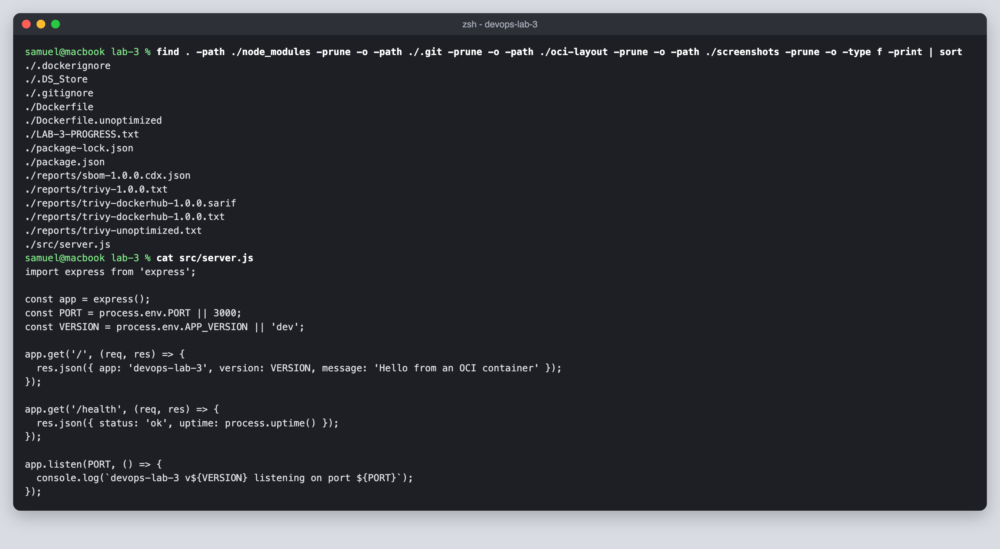 zsh - devops-lab-3
samuel@macbook lab-3 % find . -path ./node_modules -prune -o -path ./.git -prune -o -path ./oci-layout -prune -o -path ./screenshots -prune -o -type f -print | sort
./.dockerignore
./.DS_Store
./.gitignore
./Dockerfile
./Dockerfile.unoptimized
./LAB-3-PROGRESS.txt
./package-lock.json
./package.json
./reports/sbom-1.0.0.cdx.json
./reports/trivy-1.0.0.txt
./reports/trivy-dockerhub-1.0.0.sarif
./reports/trivy-dockerhub-1.0.0.txt
./reports/trivy-unoptimized.txt
./src/server.js
samuel@macbook lab-3 % cat src/server.js
import express from 'express';

const app = express();
const PORT = process.env.PORT || 3000;
const VERSION = process.env.APP_VERSION || 'dev';

app.get('/', (req, res) => {
  res.json({ app: 'devops-lab-3', version: VERSION, message: 'Hello from an OCI container' });
});

app.get('/health', (req, res) => {
  res.json({ status: 'ok', uptime: process.uptime() });
});

app.listen(PORT, () => {
  console.log(`devops-lab-3 v${VERSION} listening on port ${PORT}`);
});